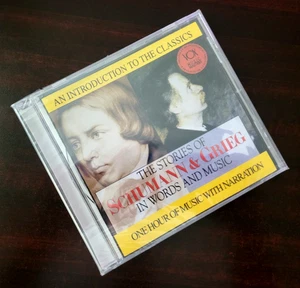 AN INTRODUCTION TO THE CLASSICS
VOX
THE STORIES OF
SCHUMANN & GRIEG
IN WORDS AND MUSIC
ONE HOUR OF MUSIC WITH NARRATION